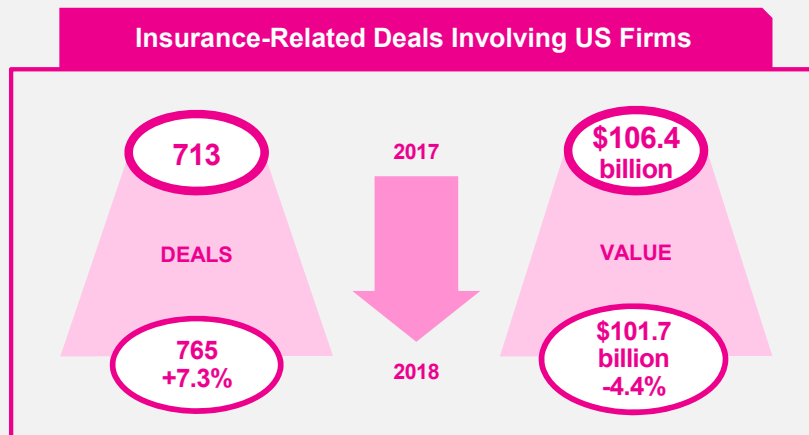 Insurance-Related Deals Involving US Firms
713
2017
$106.4
billion
DEALS
VALUE
765
+7.3%
2018
$101.7
billion
-4.4%